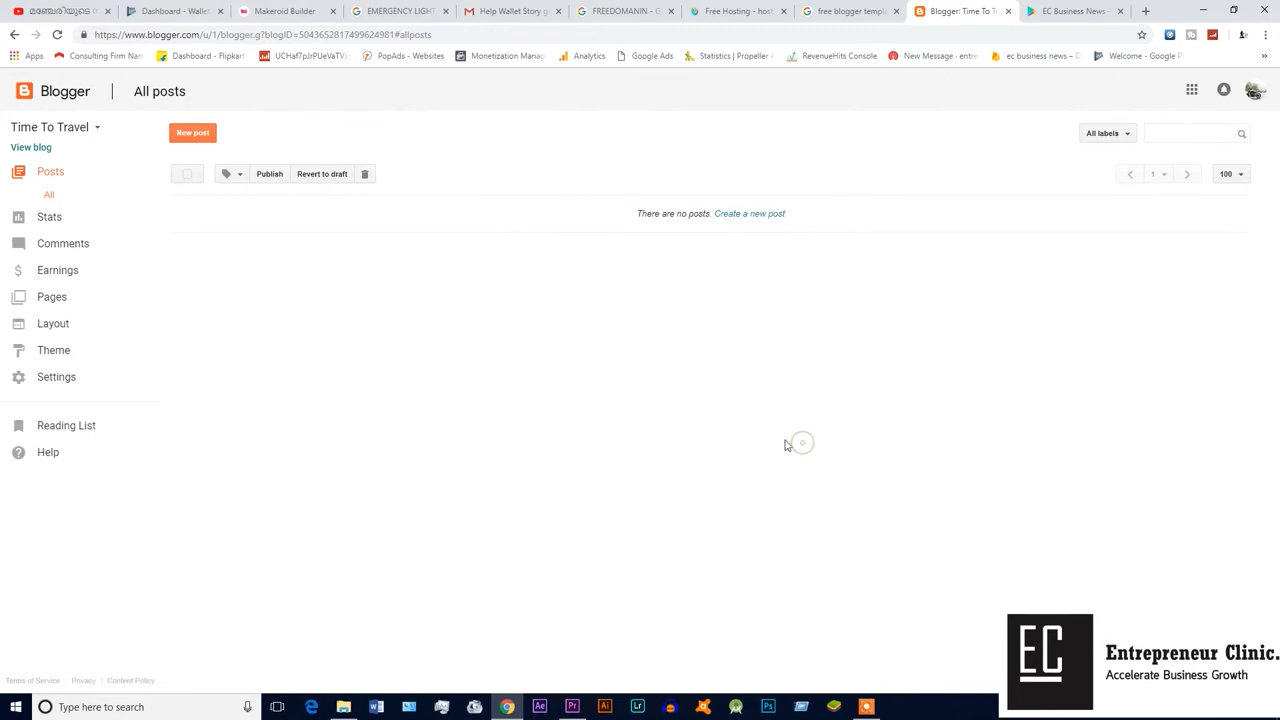 Dashboard - Walle
Makeroid Builder
EMERGENCY LIGHT
Help Wallet Story g
FREEDOMANIN - G
Free Hosting - host
free blogger templ
Blogger: Time To Tr
EC Business News -
https://www.blogger.com/u/1/blogger.g?blogID=5043652817499624981#allposts
Apps
Consulting Firm Nam
Dashboard - Flipkart
UCHaf7pJrPUeVaTVx
PopAds - Websites
Monetization Manag
Analytics
Google Ads
Statistics | Propeller
RevenueHits Console
New Message · entre
ec business news –
Welcome - Google P
Blogger
All posts
Time To Travel
New post
All labels
View blog
Posts
Publish
Revert to draft
1
100
All
There are no posts. Create a new post
Stats
Comments
Earnings
Pages
Layout
Theme
Settings
Reading List
Help
EC
Entrepreneur Clinic.
Accelerate Business Growth
Terms of Service
Privacy
Content Policy
Type here to search